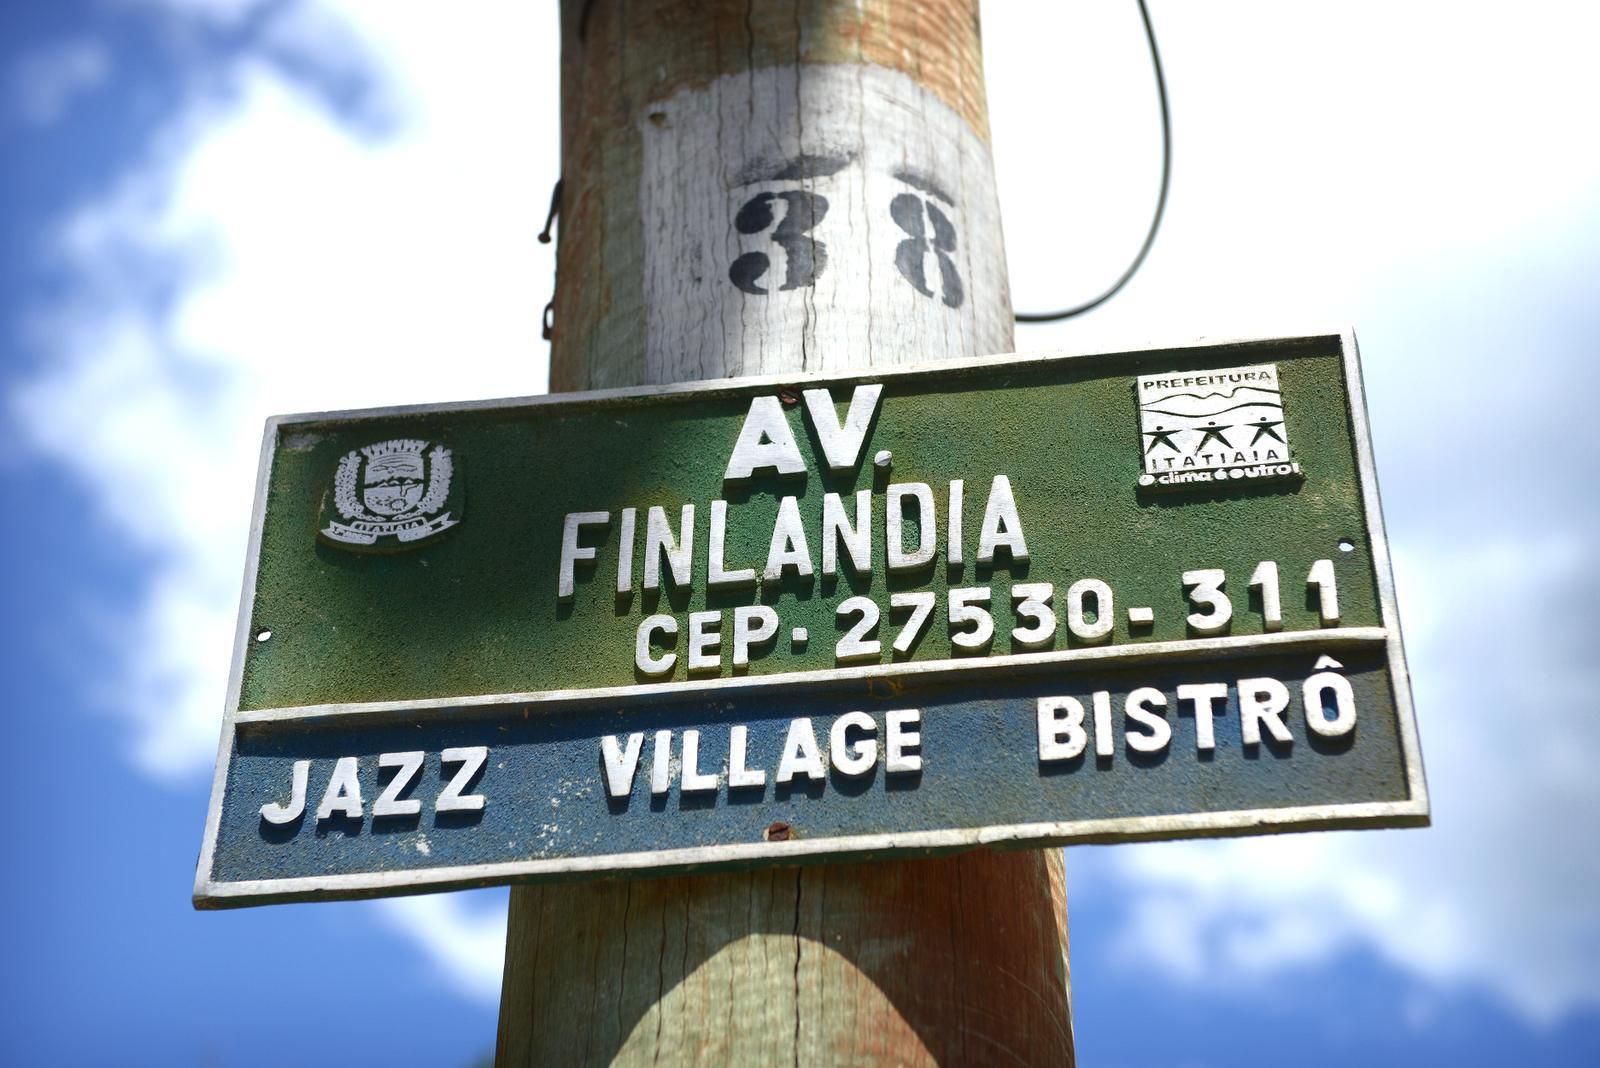 38
AV.
FINLANDIA
CEP. 27530-311
PREFEITURA
ITATIAIA
o clima é outro!
ITATIAIA
JAZZ VILLAGE BISTRÔ